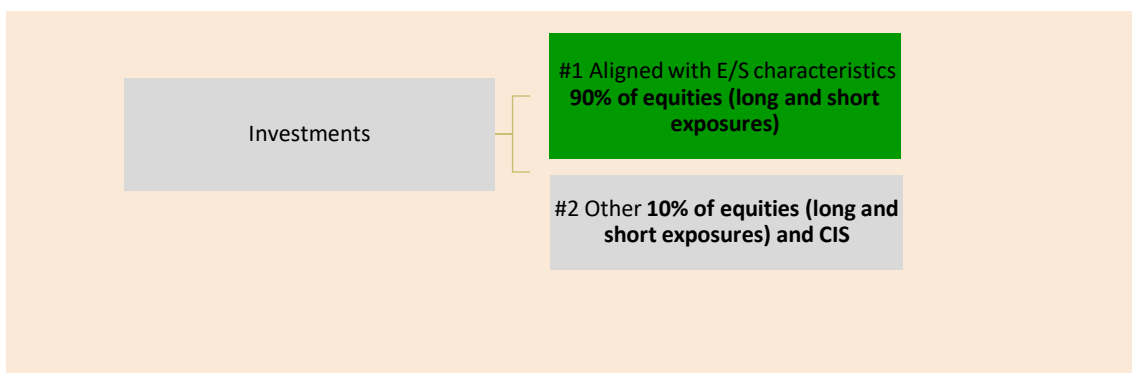 Investments
#1 Aligned with E/S characteristics
90% of equities (long and short
exposures)
#2 Other 10% of equities (long and
short exposures) and CIS